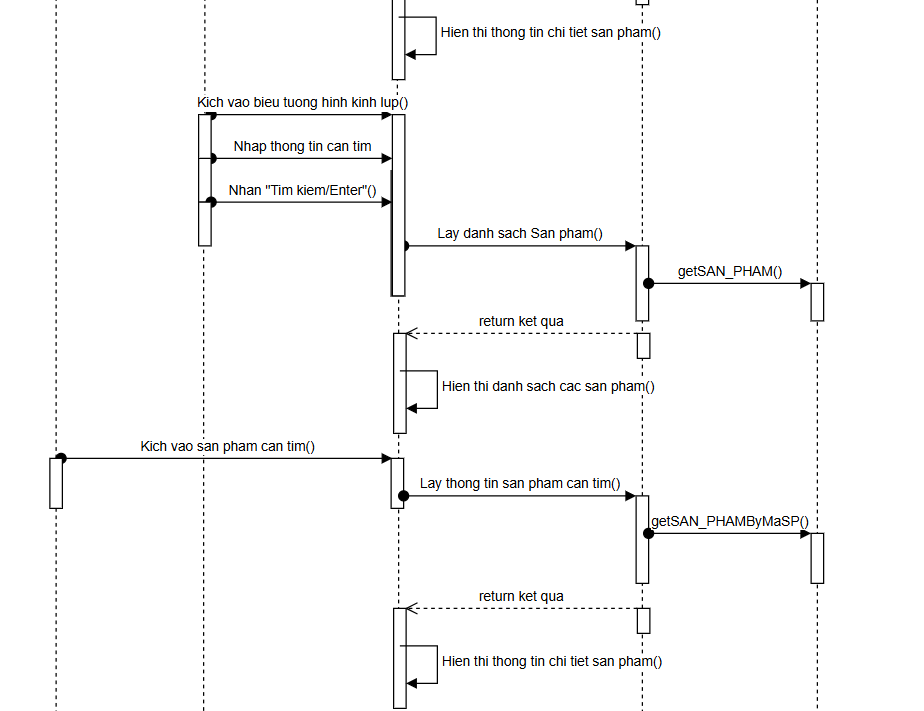 Hien thi thong tin chi tiet san pham()
Kich vao bieu tuong hinh kinh lup()
Nhap thong tin can tim
Nhan "Tim kiem/Enter"()
Lay danh sach San pham()
getSAN_PHAM()
return ket qua
Hien thi danh sach cac san pham()
Kich vao san pham can tim()
Lay thong tin san pham can tim()
getSAN_PHAMByMaSP()
return ket qua
Hien thi thong tin chi tiet san pham()